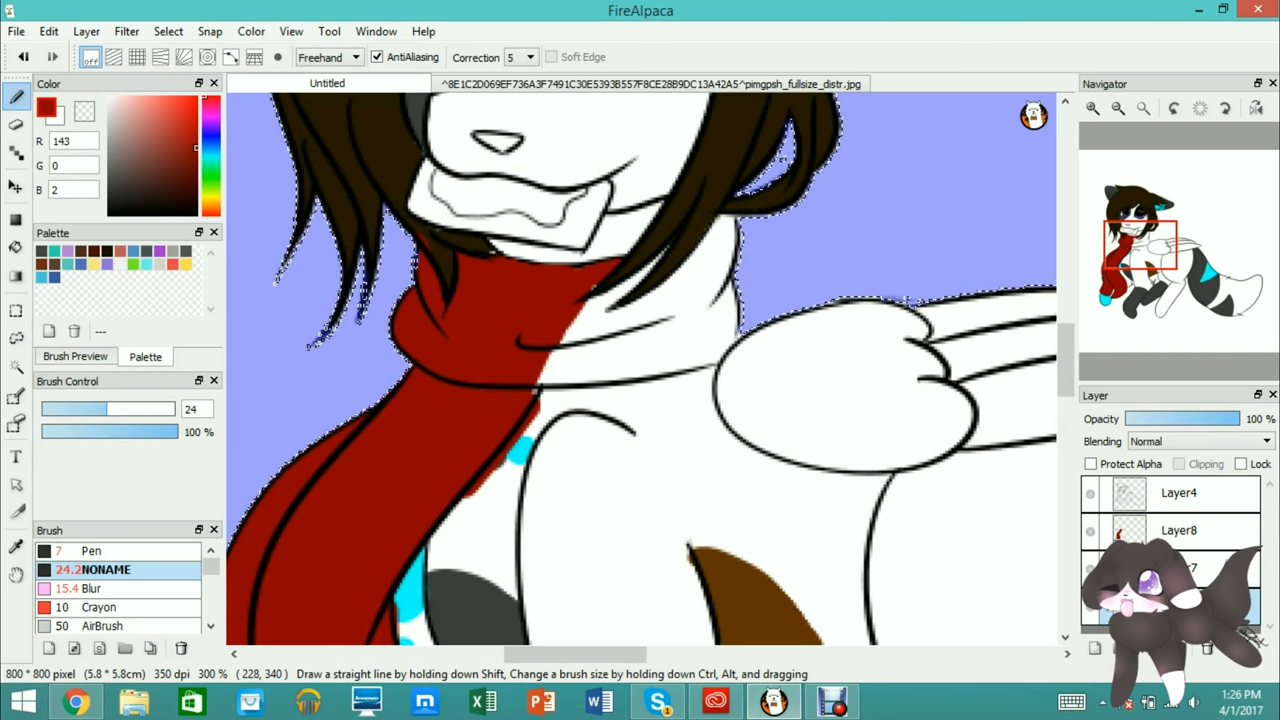 FireAlpaca
File Edit Layer Filter Select Snap Color View Tool Window Help
off Freehand AntiAliasing Correction 5 Soft Edge
Color
Untitled
^8E1C2D069EF736A3F7491C30E5393B557F8CE28B9DC13A42A5^pimgpsh_fullsize_distr.jpg
Navigator
R 143
G 0
B 2
Palette
---
Brush Preview Palette
Brush Control
24
100 %
Brush
7 Pen
24.2 NONAME
15.4 Blur
10 Crayon
50 AirBrush
Layer
Opacity 100 %
Blending Normal
Protect Alpha Clipping Lock
Layer4
Layer8
800 * 800 pixel (5.8 * 5.8cm) 350 dpi 300 % (228, 340) Draw a straight line by holding down Shift, Change a brush size by holding down Ctrl, Alt, and dragging
1:26 PM
4/1/2017